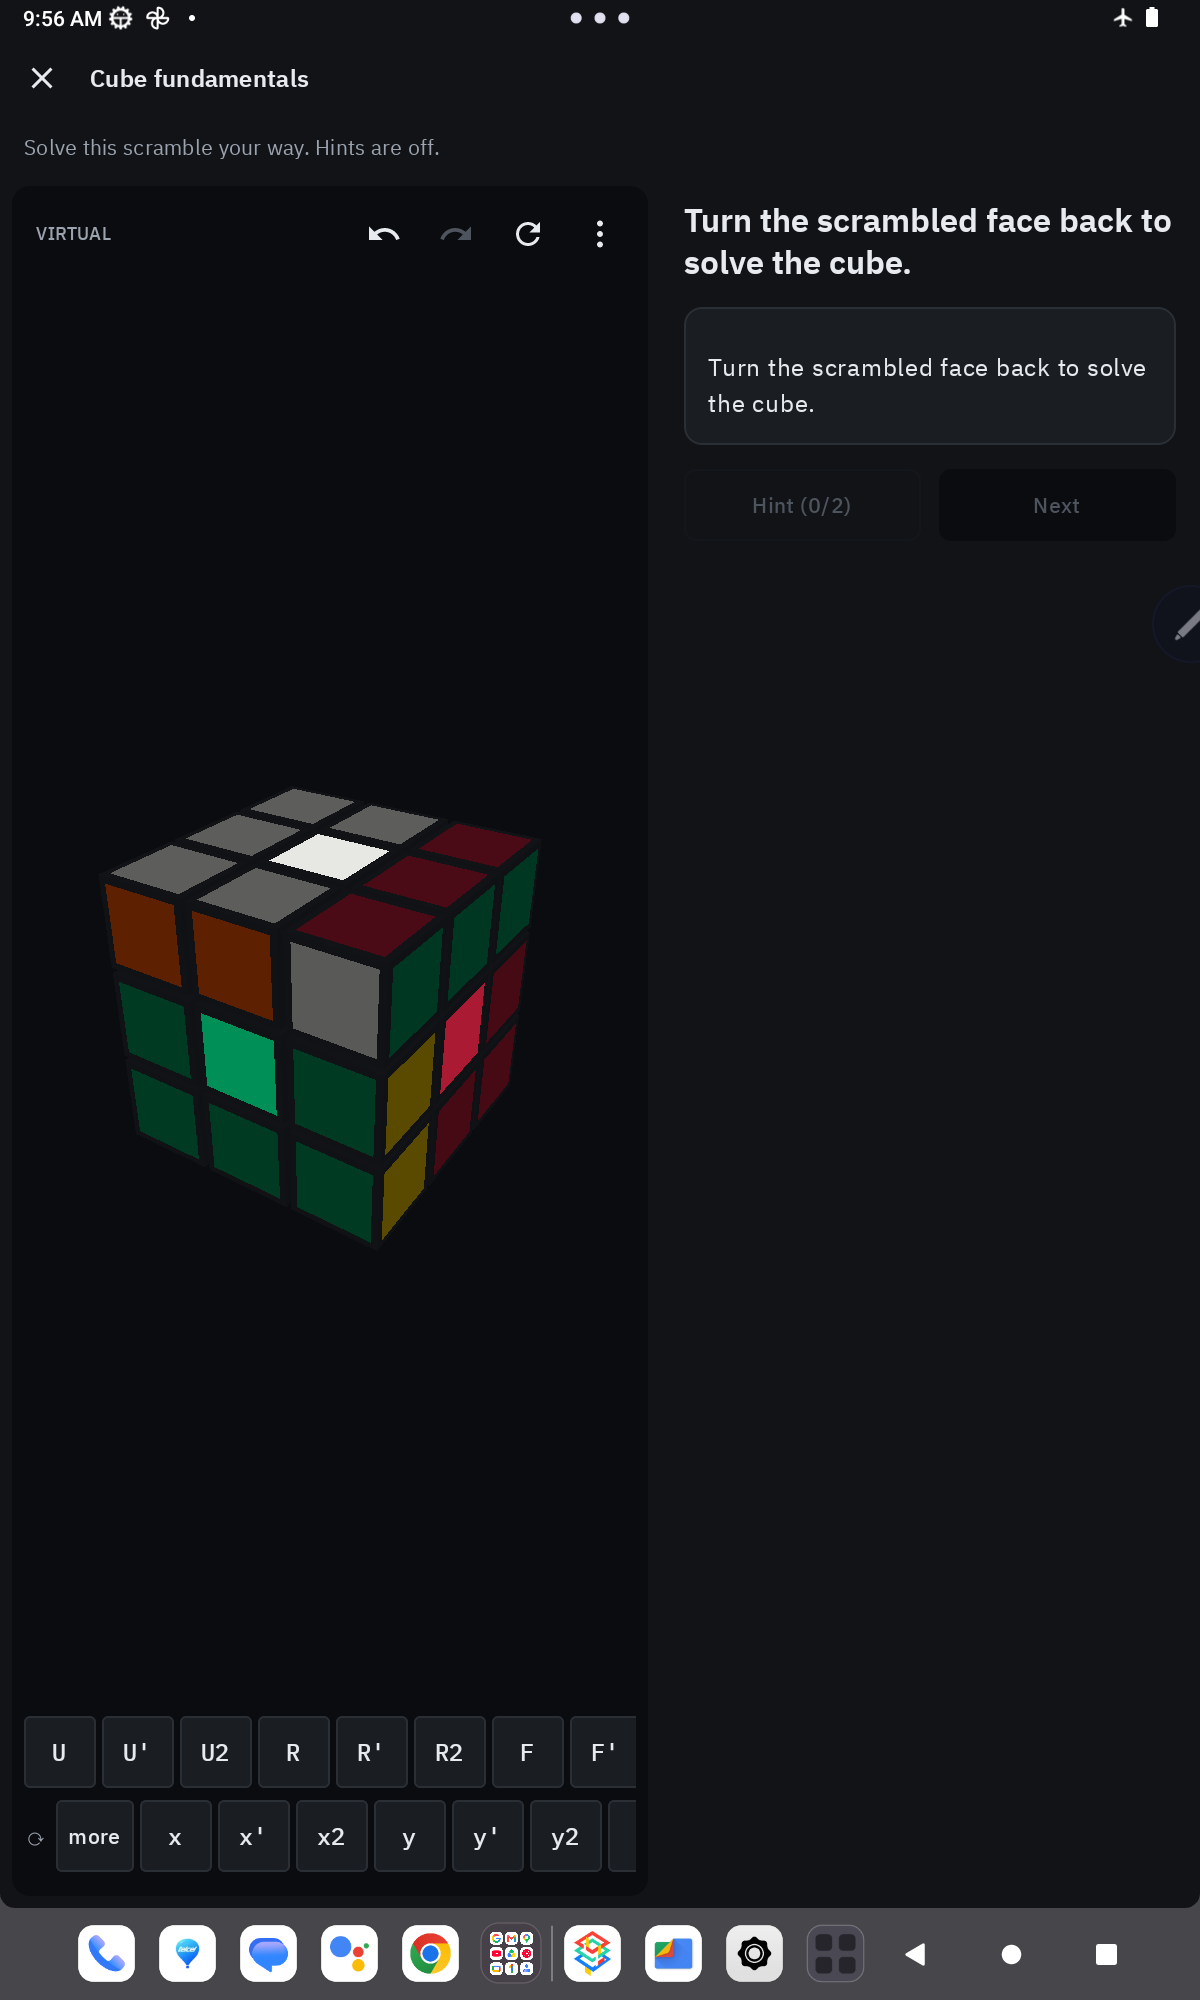 9:56 AM
Cube fundamentals
Solve this scramble your way. Hints are off.
VIRTUAL
Turn the scrambled face back to
solve the cube.
Turn the scrambled face back to solve
the cube.
Hint (0/2)
Next
U U' U2 R R' R2 F F'
more x x' x2 y y' y2